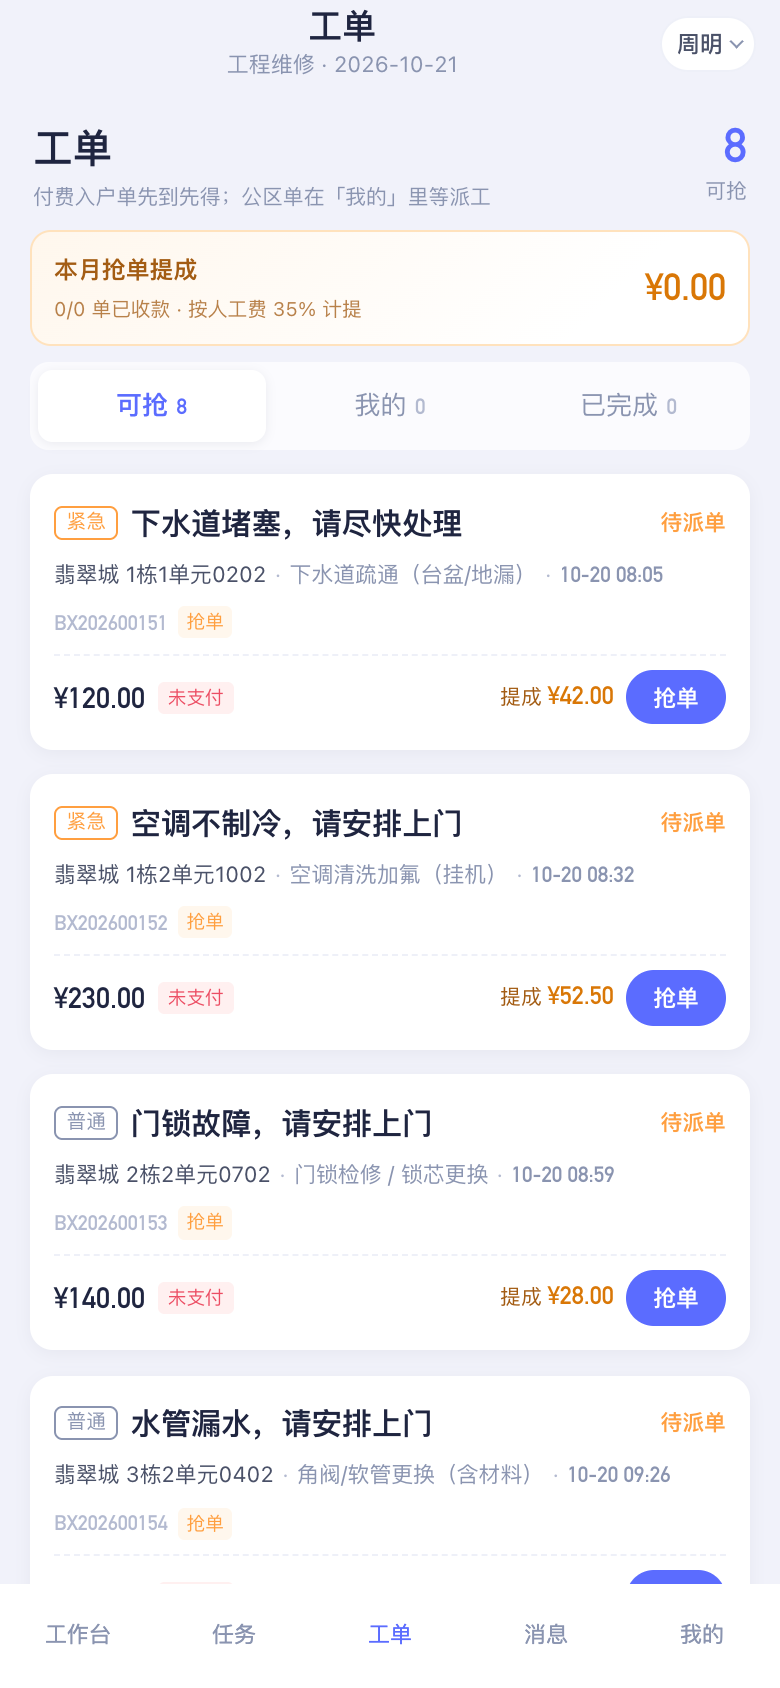 工单
工程维修 · 2026-10-21
周明
工单
付费入户单先到先得；公区单在「我的」里等派工
8
可抢
本月抢单提成
0/0 单已收款 · 按人工费 35% 计提
¥0.00
可抢 8
我的 0
已完成 0
紧急 下水道堵塞，请尽快处理 待派单
翡翠城 1栋1单元0202 · 下水道疏通（台盆/地漏） · 10-20 08:05
BX202600151 抢单
¥120.00 未支付 提成 ¥42.00 抢单
紧急 空调不制冷，请安排上门 待派单
翡翠城 1栋2单元1002 · 空调清洗加氟（挂机） · 10-20 08:32
BX202600152 抢单
¥230.00 未支付 提成 ¥52.50 抢单
普通 门锁故障，请安排上门 待派单
翡翠城 2栋2单元0702 · 门锁检修 / 锁芯更换 · 10-20 08:59
BX202600153 抢单
¥140.00 未支付 提成 ¥28.00 抢单
普通 水管漏水，请安排上门 待派单
翡翠城 3栋2单元0402 · 角阀/软管更换（含材料） · 10-20 09:26
BX202600154 抢单
工作台 任务 工单 消息 我的